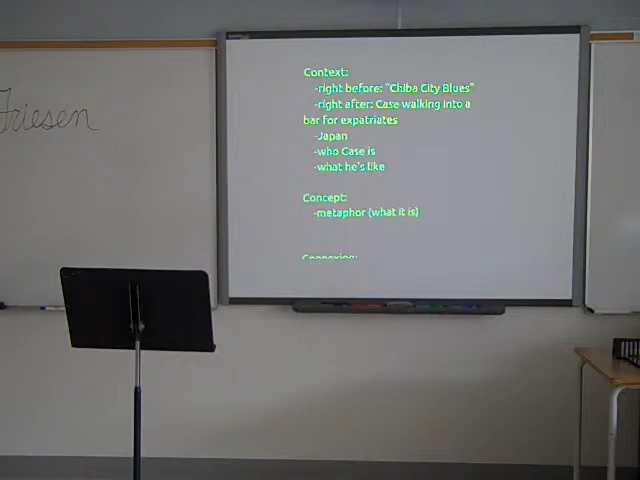 Friesen
Context:
-right before: "Chiba City Blues"
-right after: Case walking into a
bar for expatriates
-Japan
-who Case is
-what he's like
Concept:
-metaphor (what it is)
Connexion: